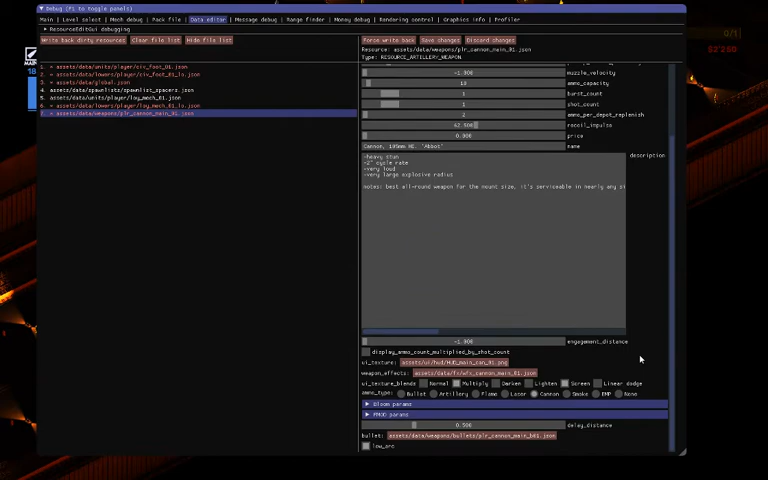 Debug (F1 to toggle panels)
Main | Level select | Mech debug | Pack file | Data editor | Message debug | Range finder | Money debug | Rendering control | Graphics info | Profiler
ResourceEditGui debugging
Write back dirty resources Clear file list Hide file list
Force write back Save changes Discard changes
Resource: assets/data/weapons/plr_cannon_main_01.json
Type: RESOURCE_ARTILLERY_WEAPON
1. * assets/data/units/player/civ_foot_01.json
2. * assets/data/lowers/player/civ_foot_01_lo.json
3. * assets/data/global.json
4. assets/data/spawnlists/spawnlist_spacers.json
5. assets/data/units/player/loy_mech_01.json
6. * assets/data/lowers/player/loy_mech_01_lo.json
7. * assets/data/weapons/plr_cannon_main_01.json
-1.000 muzzle_velocity
ammo_capacity
1 burst_count
1 shot_count
2 ammo_per_depot_replenish
62.500 recoil_impulse
0.000 price
Cannon, 105mm HE. 'Abbot' name
-heavy stun
-2" cycle rate
-very loud
-very large explosive radius
notes: best all-round weapon for the mount size, it's serviceable in nearly any si
description
-1.000 engagement_distance
display_ammo_count_multiplied_by_shot_count
ui_texture: assets/ui/hud/HUD_main_can_01.png
weapon_effects: assets/data/fx/wfx_cannon_main_01.json
ui_texture_blends Normal Multiply Darken Lighten Screen Linear dodge
ammo_type: Bullet Artillery Flame Laser Cannon Smoke EMP None
Bloom params
FMOD params
0.500 delay_distance
bullet: assets/data/weapons/bullets/plr_cannon_main_b01.json
low_arc
0/1
52'250
18